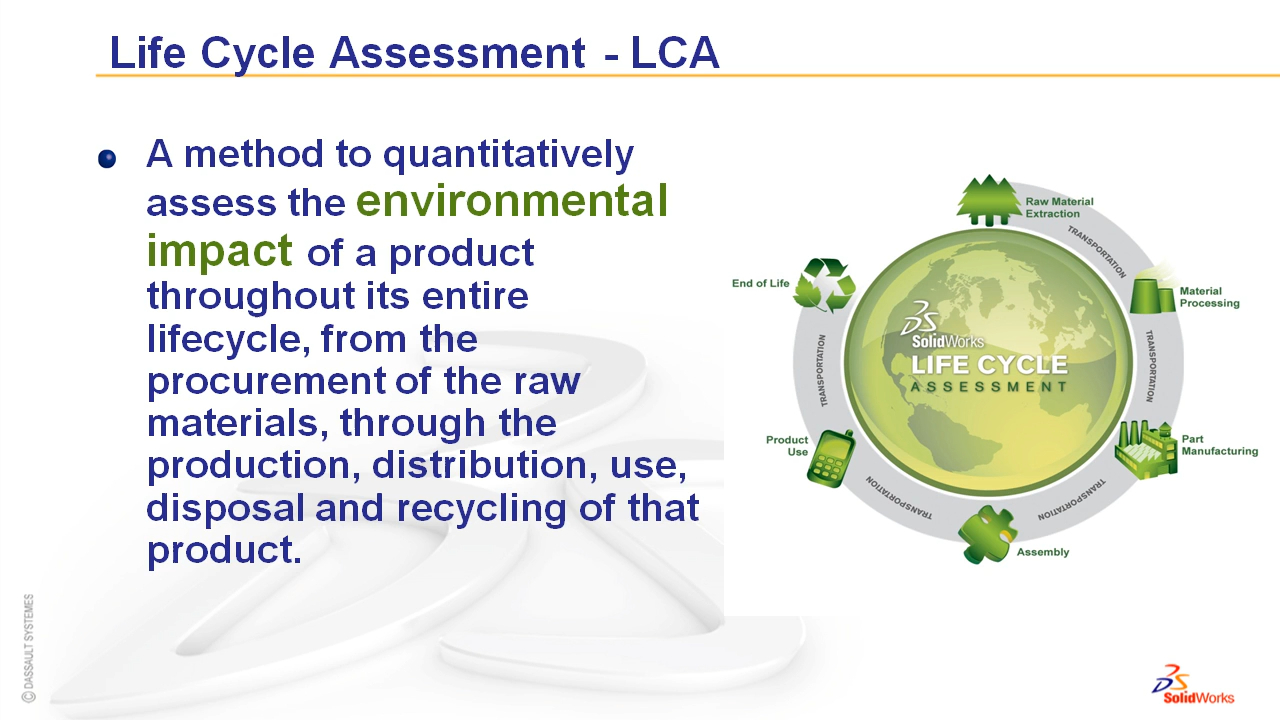 Life Cycle Assessment - LCA
A method to quantitatively
assess the environmental
impact of a product
throughout its entire
lifecycle, from the
procurement of the raw
materials, through the
production, distribution, use,
disposal and recycling of that
product.
Raw Material
Extraction
TRANSPORTATION
Material
Processing
TRANSPORTATION
Part
Manufacturing
TRANSPORTATION
Assembly
TRANSPORTATION
Product
Use
TRANSPORTATION
End of Life
SolidWorks
LIFE CYCLE
ASSESSMENT
© DASSAULT SYSTEMES
SolidWorks